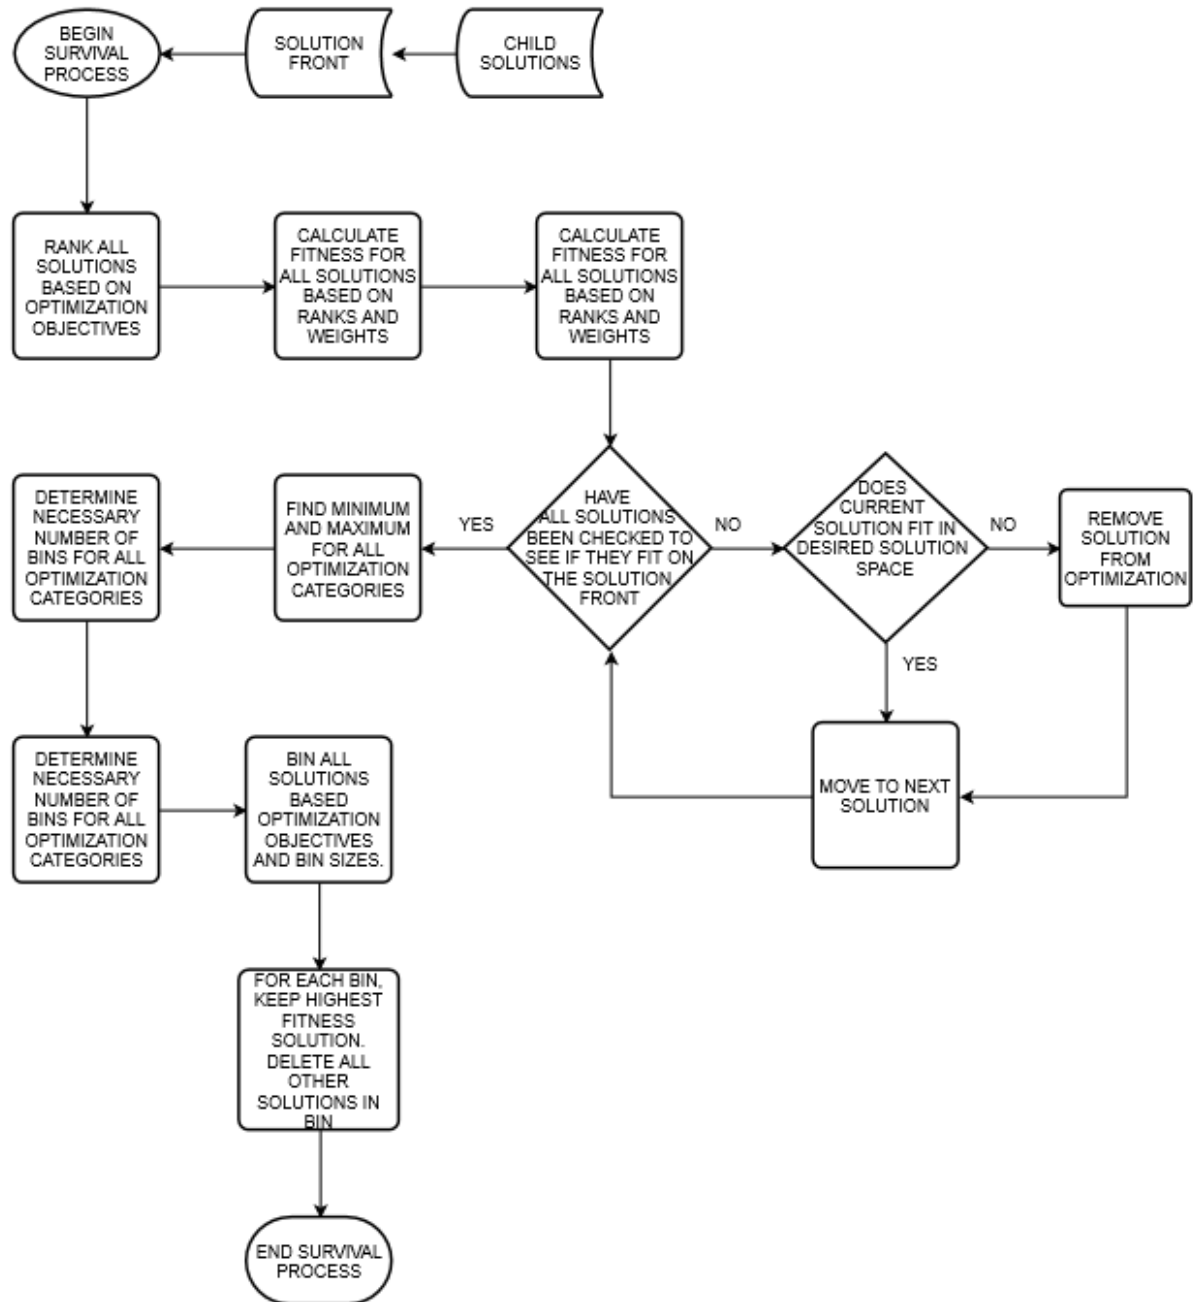 BEGIN
SURVIVAL
PROCESS
SOLUTION
FRONT
CHILD
SOLUTIONS
RANK ALL
SOLUTIONS
BASED ON
OPTIMIZATION
OBJECTIVES
CALCULATE
FITNESS FOR
ALL SOLUTIONS
BASED ON
RANKS AND
WEIGHTS
CALCULATE
FITNESS FOR
ALL SOLUTIONS
BASED ON
RANKS AND
WEIGHTS
HAVE
ALL SOLUTIONS
BEEN CHECKED TO
SEE IF THEY FIT ON
THE SOLUTION
FRONT
NO
DOES
CURRENT
SOLUTION FIT IN
DESIRED SOLUTION
SPACE
NO
REMOVE
SOLUTION
FROM
OPTIMIZATION
YES
MOVE TO NEXT
SOLUTION
YES
FIND MINIMUM
AND MAXIMUM
FOR ALL
OPTIMIZATION
CATEGORIES
DETERMINE
NECESSARY
NUMBER OF
BINS FOR ALL
OPTIMIZATION
CATEGORIES
DETERMINE
NECESSARY
NUMBER OF
BINS FOR ALL
OPTIMIZATION
CATEGORIES
BIN ALL
SOLUTIONS
BASED
OPTIMIZATION
OBJECTIVES
AND BIN SIZES.
FOR EACH BIN,
KEEP HIGHEST
FITNESS
SOLUTION.
DELETE ALL
OTHER
SOLUTIONS IN
BIN
END SURVIVAL
PROCESS